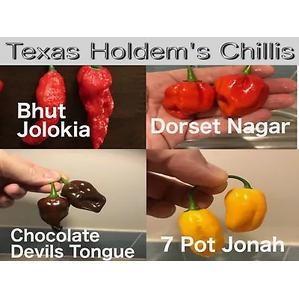 Texas Holdem's Chillis
Bhut
Jolokia
Dorset Nagar
Chocolate
Devils Tongue
7 Pot Jonah